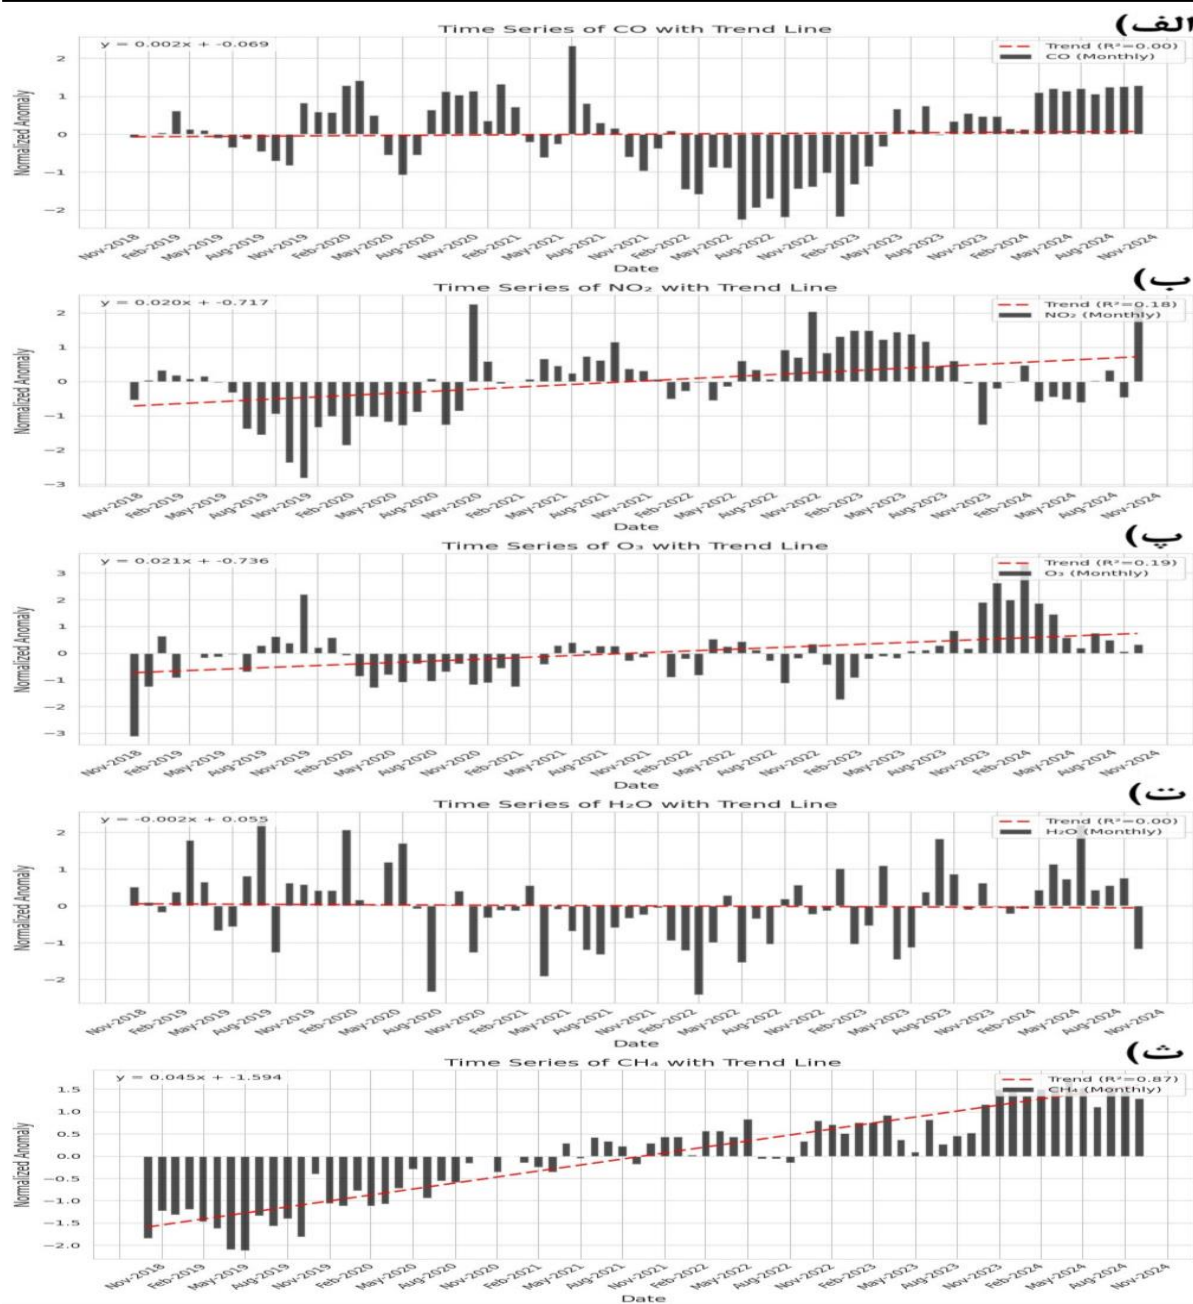 الف)
Time Series of CO with Trend Line
y = 0.002x + -0.069
Trend (R²=0.00)
CO (Monthly)
Normalized Anomaly
2
1
0
−1
−2
Nov-2018 Feb-2019 May-2019 Aug-2019 Nov-2019 Feb-2020 May-2020 Aug-2020 Nov-2020 Feb-2021 May-2021 Aug-2021 Nov-2021 Feb-2022 May-2022 Aug-2022 Nov-2022 Feb-2023 May-2023 Aug-2023 Nov-2023 Feb-2024 May-2024 Aug-2024 Nov-2024
Date
ب)
Time Series of NO₂ with Trend Line
y = 0.020x + -0.717
Trend (R²=0.18)
NO₂ (Monthly)
Normalized Anomaly
2
1
0
−1
−2
−3
Nov-2018 Feb-2019 May-2019 Aug-2019 Nov-2019 Feb-2020 May-2020 Aug-2020 Nov-2020 Feb-2021 May-2021 Aug-2021 Nov-2021 Feb-2022 May-2022 Aug-2022 Nov-2022 Feb-2023 May-2023 Aug-2023 Nov-2023 Feb-2024 May-2024 Aug-2024 Nov-2024
Date
پ)
Time Series of O₃ with Trend Line
y = 0.021x + -0.736
Trend (R²=0.19)
O₃ (Monthly)
Normalized Anomaly
3
2
1
0
−1
−2
−3
Nov-2018 Feb-2019 May-2019 Aug-2019 Nov-2019 Feb-2020 May-2020 Aug-2020 Nov-2020 Feb-2021 May-2021 Aug-2021 Nov-2021 Feb-2022 May-2022 Aug-2022 Nov-2022 Feb-2023 May-2023 Aug-2023 Nov-2023 Feb-2024 May-2024 Aug-2024 Nov-2024
Date
ت)
Time Series of H₂O with Trend Line
y = -0.002x + 0.055
Trend (R²=0.00)
H₂O (Monthly)
Normalized Anomaly
2
1
0
−1
−2
Nov-2018 Feb-2019 May-2019 Aug-2019 Nov-2019 Feb-2020 May-2020 Aug-2020 Nov-2020 Feb-2021 May-2021 Aug-2021 Nov-2021 Feb-2022 May-2022 Aug-2022 Nov-2022 Feb-2023 May-2023 Aug-2023 Nov-2023 Feb-2024 May-2024 Aug-2024 Nov-2024
Date
ث)
Time Series of CH₄ with Trend Line
y = 0.045x + -1.594
Trend (R²=0.87)
CH₄ (Monthly)
Normalized Anomaly
1.5
1.0
0.5
0.0
−0.5
−1.0
−1.5
−2.0
Nov-2018 Feb-2019 May-2019 Aug-2019 Nov-2019 Feb-2020 May-2020 Aug-2020 Nov-2020 Feb-2021 May-2021 Aug-2021 Nov-2021 Feb-2022 May-2022 Aug-2022 Nov-2022 Feb-2023 May-2023 Aug-2023 Nov-2023 Feb-2024 May-2024 Aug-2024 Nov-2024
Date